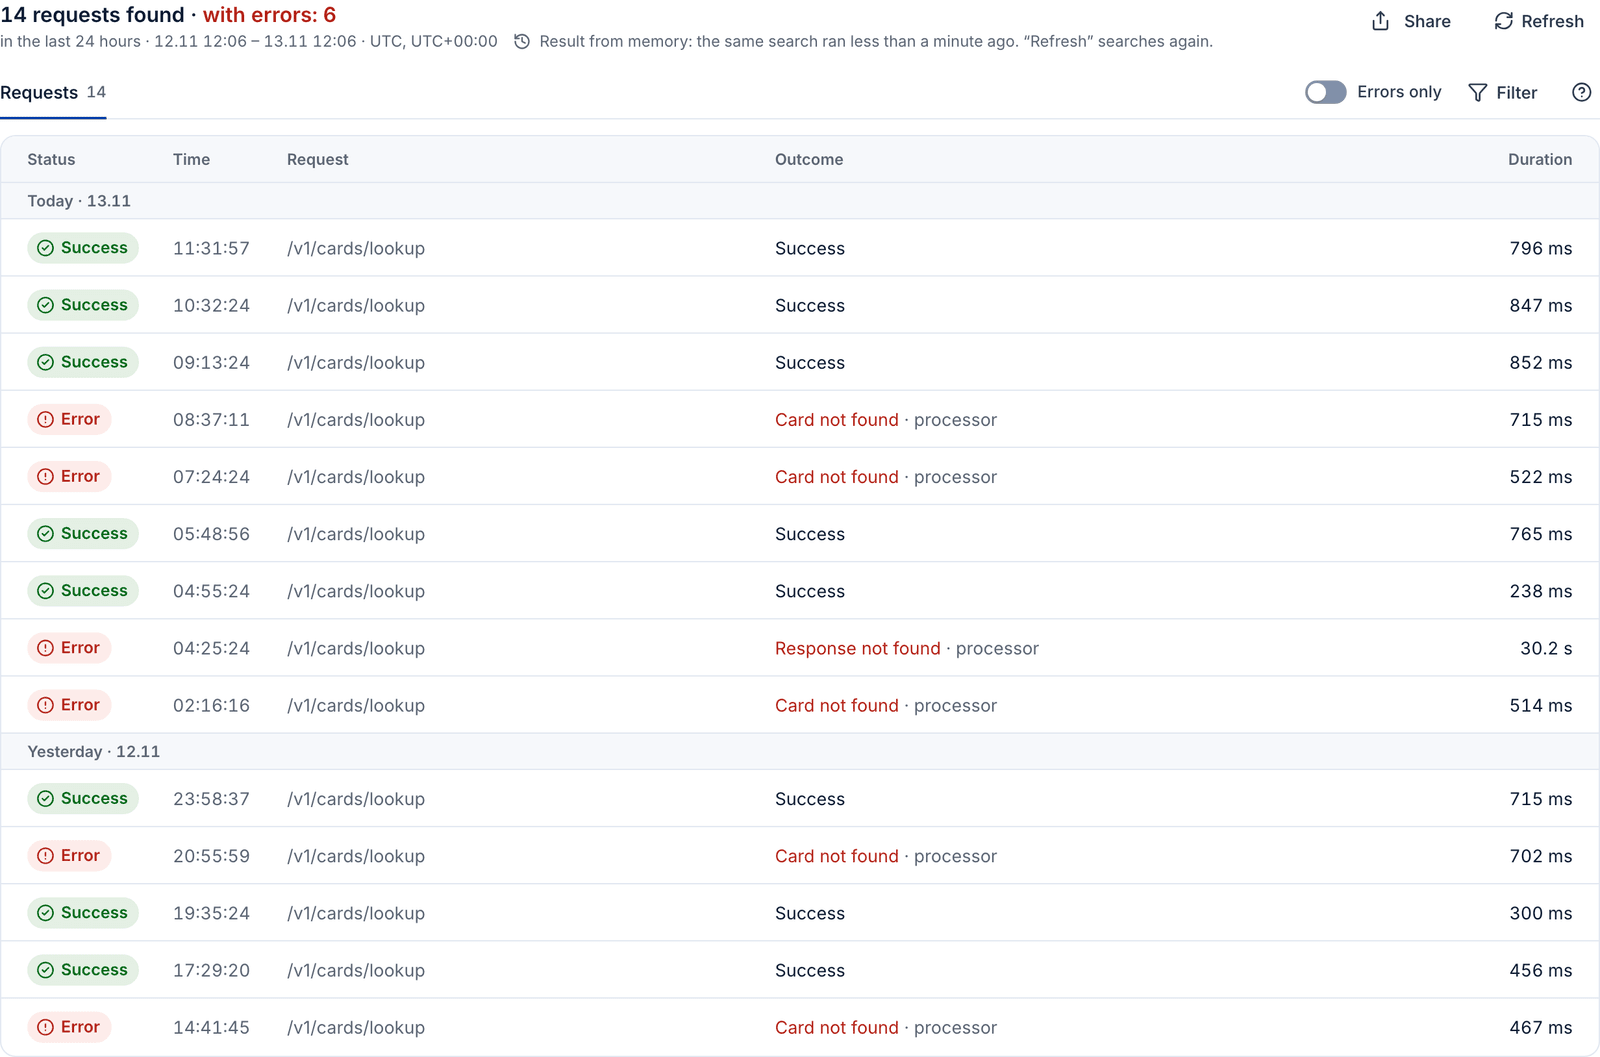 14 requests found · with errors: 6
Share
Refresh
in the last 24 hours · 12.11 12:06 – 13.11 12:06 · UTC, UTC+00:00 Result from memory: the same search ran less than a minute ago. “Refresh” searches again.
Requests 14
Errors only
Filter
Status Time Request Outcome Duration
Today · 13.11
Success 11:31:57 /v1/cards/lookup Success 796 ms
Success 10:32:24 /v1/cards/lookup Success 847 ms
Success 09:13:24 /v1/cards/lookup Success 852 ms
Error 08:37:11 /v1/cards/lookup Card not found · processor 715 ms
Error 07:24:24 /v1/cards/lookup Card not found · processor 522 ms
Success 05:48:56 /v1/cards/lookup Success 765 ms
Success 04:55:24 /v1/cards/lookup Success 238 ms
Error 04:25:24 /v1/cards/lookup Response not found · processor 30.2 s
Error 02:16:16 /v1/cards/lookup Card not found · processor 514 ms
Yesterday · 12.11
Success 23:58:37 /v1/cards/lookup Success 715 ms
Error 20:55:59 /v1/cards/lookup Card not found · processor 702 ms
Success 19:35:24 /v1/cards/lookup Success 300 ms
Success 17:29:20 /v1/cards/lookup Success 456 ms
Error 14:41:45 /v1/cards/lookup Card not found · processor 467 ms